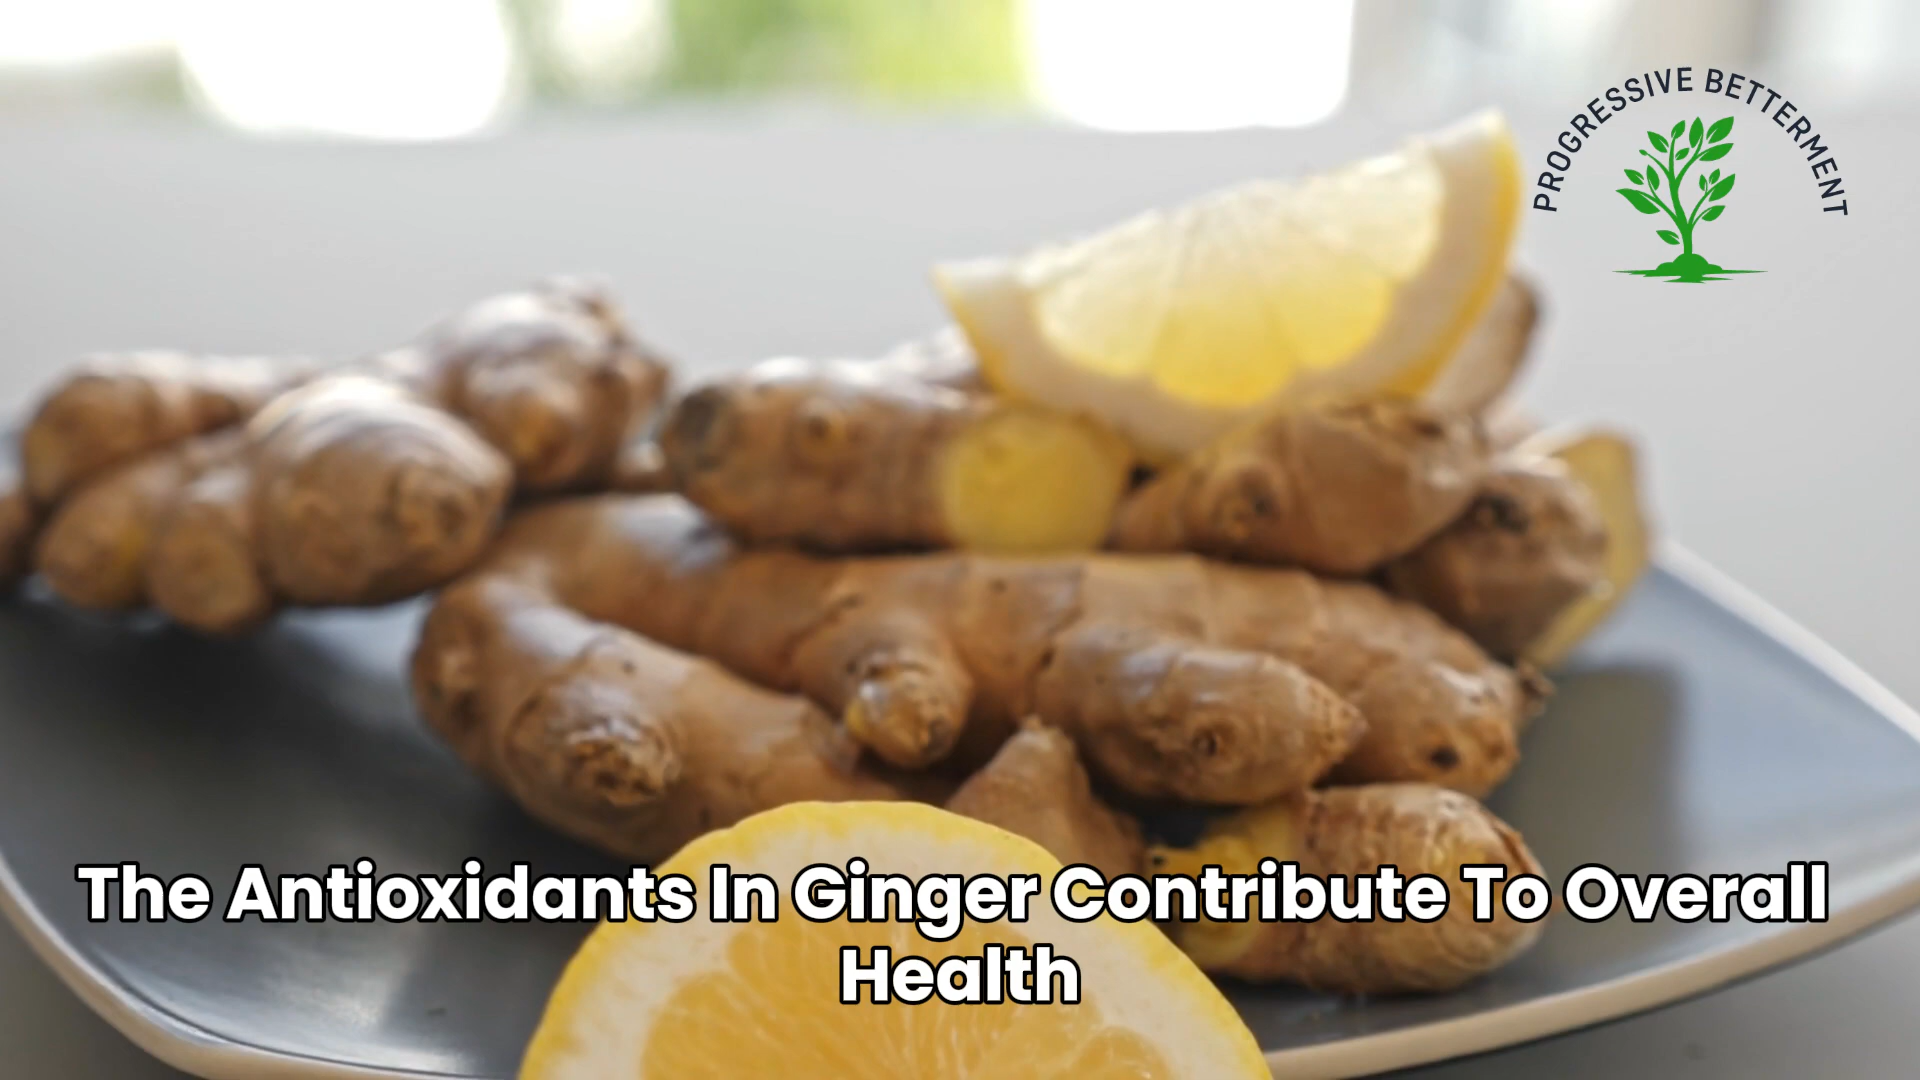 PROGRESSIVE BETTERMENT
The Antioxidants In Ginger Contribute To Overall
Health